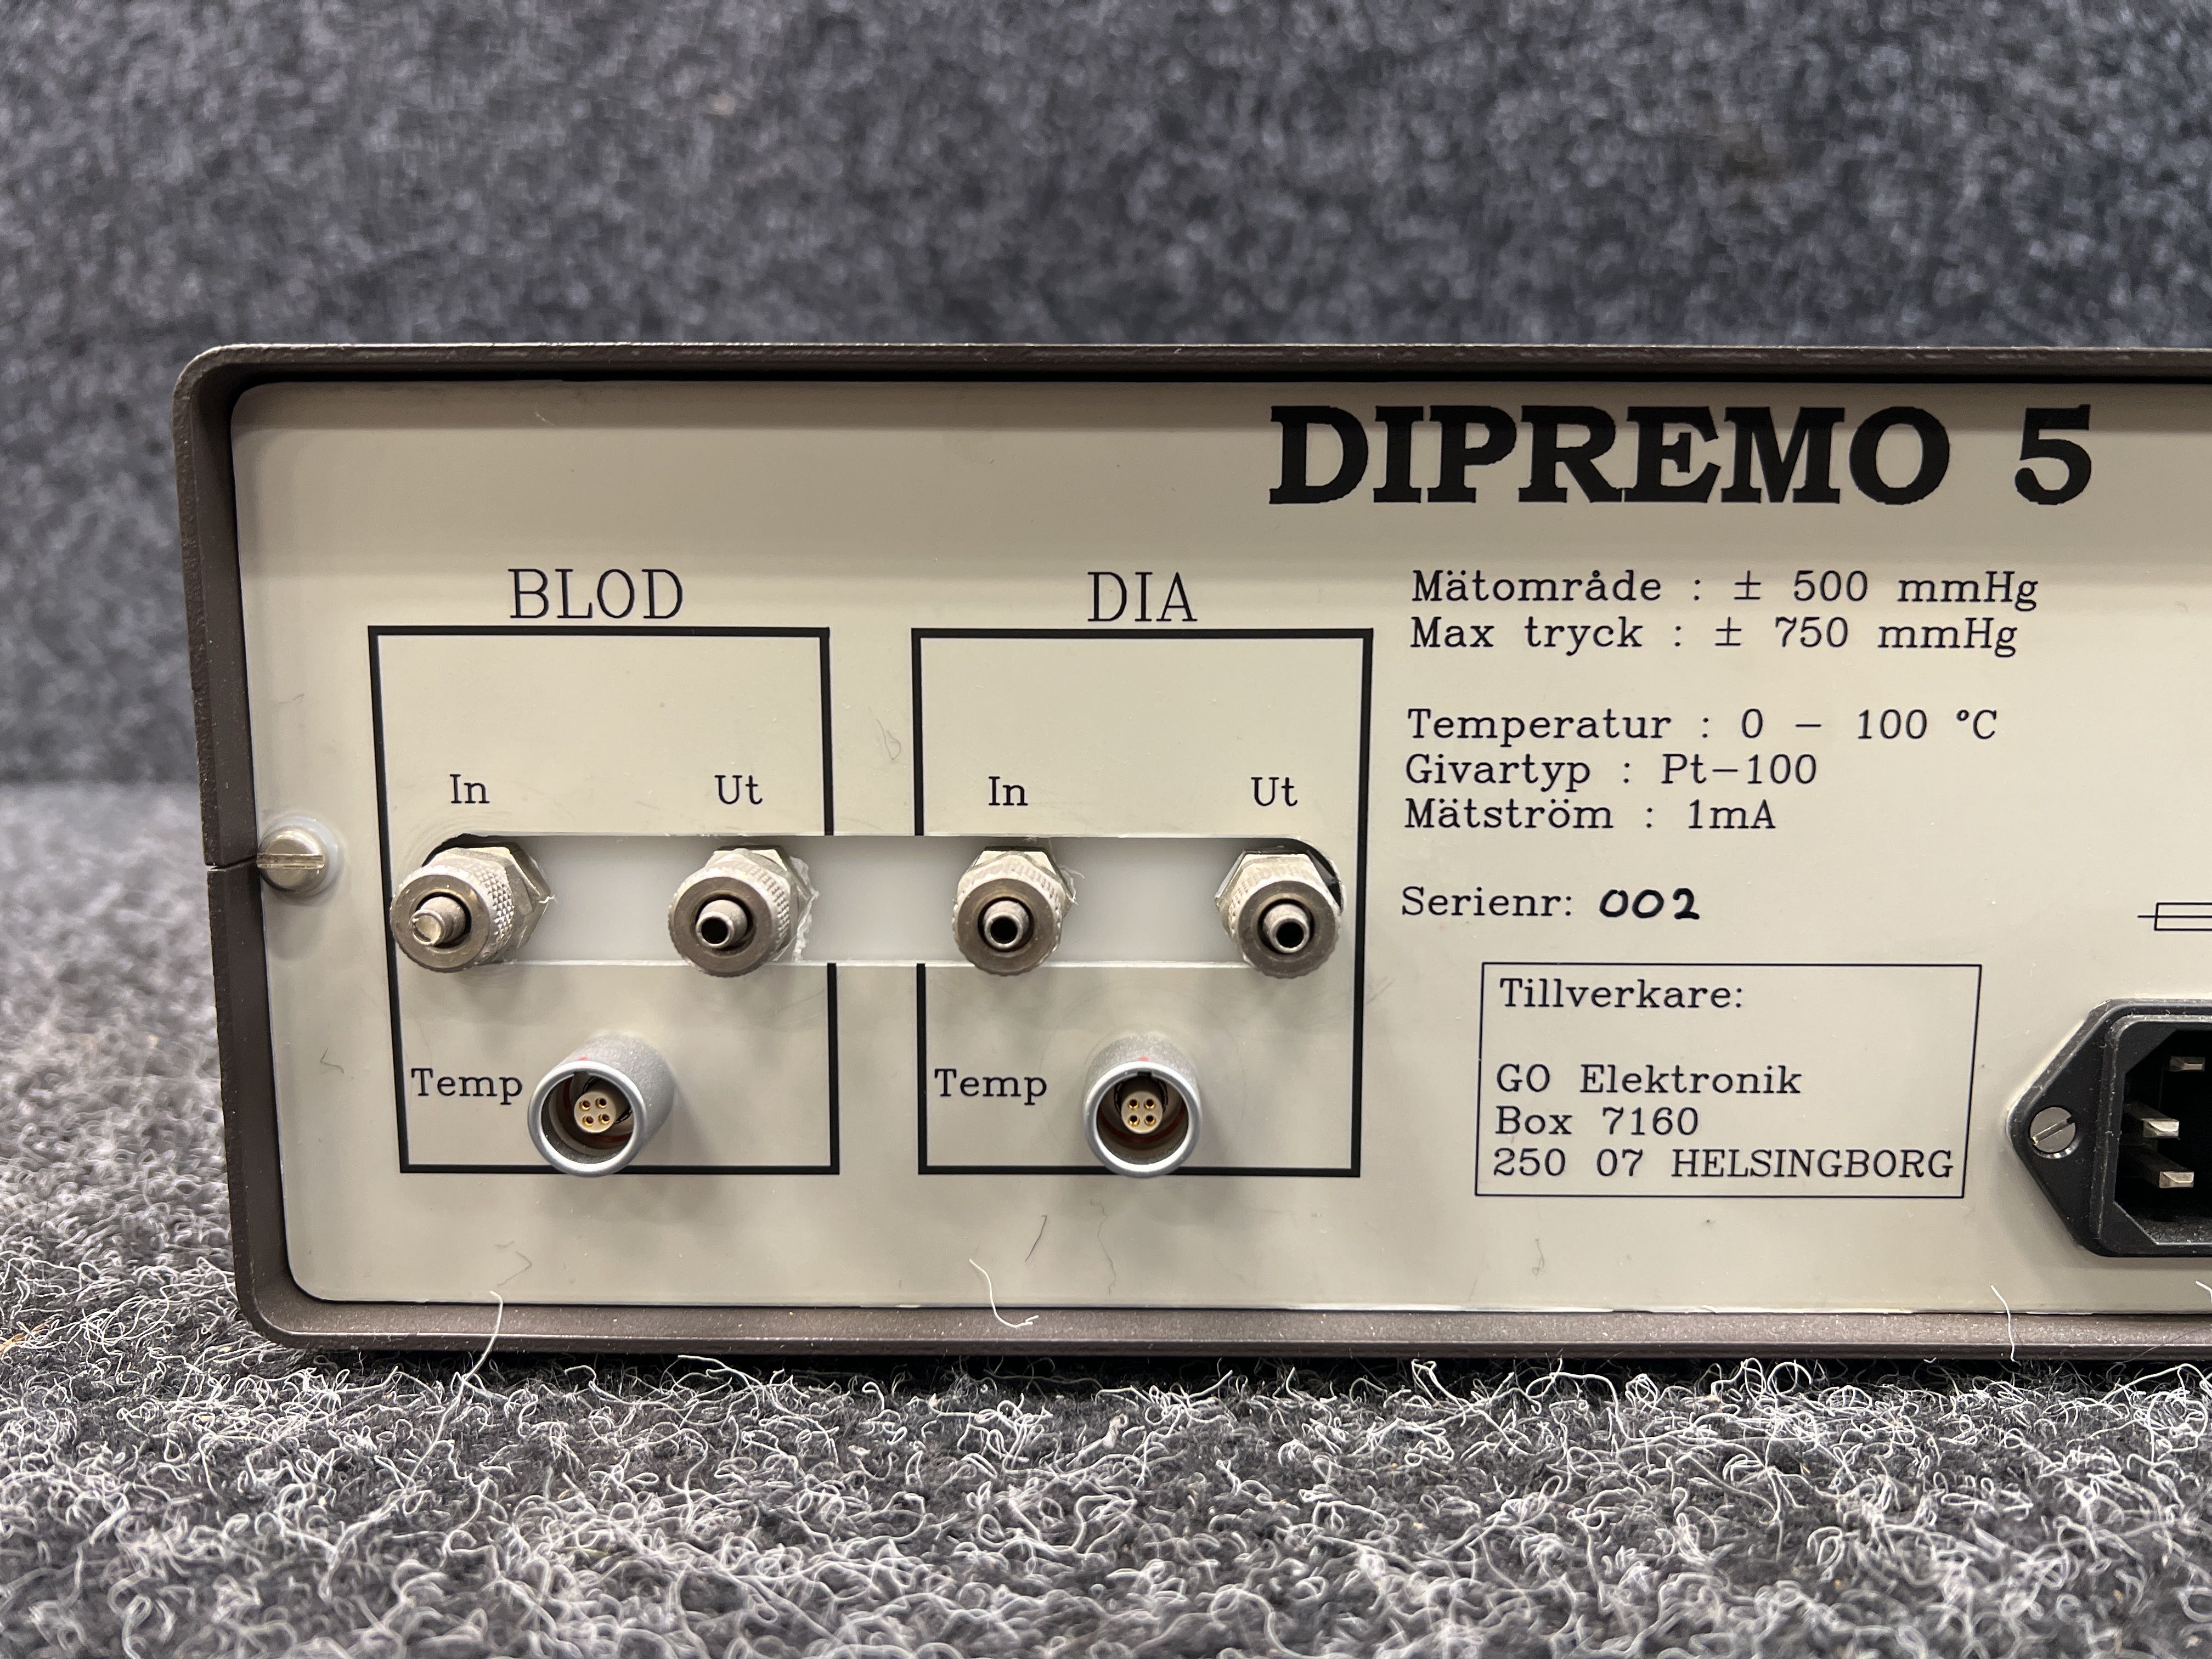 DIPREMO 5
BLOD
In Ut
Temp
DIA
In Ut
Temp
Mätområde : ± 500 mmHg
Max tryck : ± 750 mmHg
Temperatur : 0 – 100 °C
Givartyp : Pt-100
Mätström : 1mA
Serienr: 002
Tillverkare:
GO Elektronik
Box 7160
250 07 HELSINGBORG